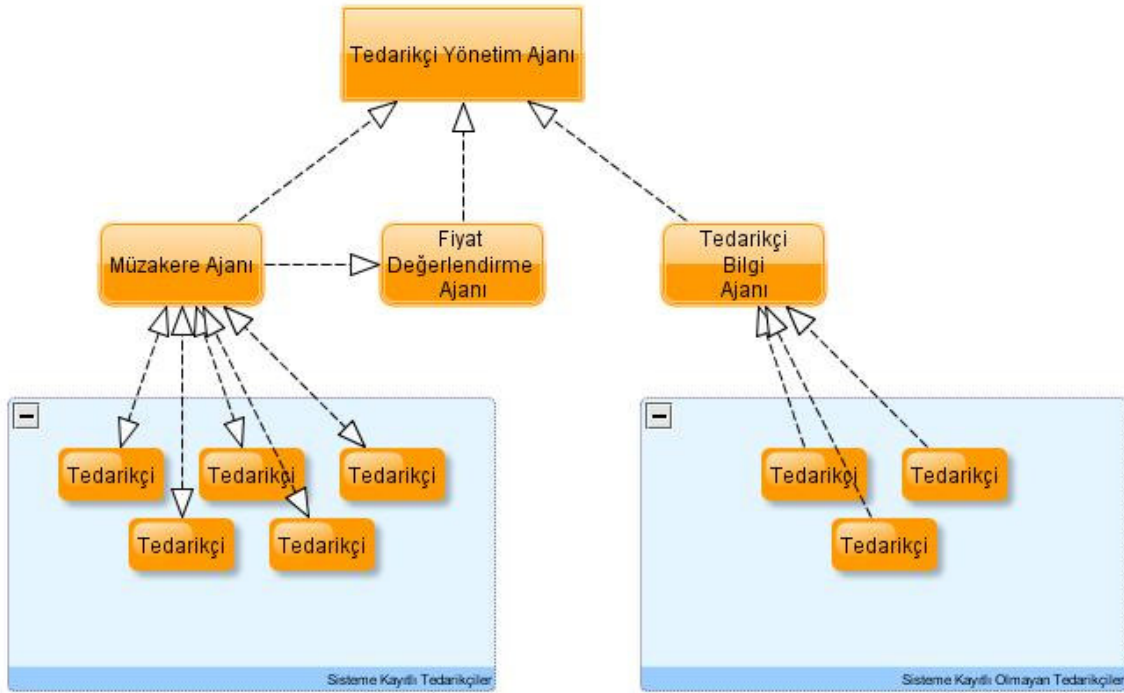 Tedarikçi Yönetim Ajanı
Müzakere Ajanı
Fiyat
Değerlendirme
Ajanı
Tedarikçi
Bilgi
Ajanı
Tedarikçi
Tedarikçi
Tedarikçi
Tedarikçi
Tedarikçi
Sisteme Kayıtlı Tedarikçiler
Tedarikçi
Tedarikçi
Tedarikçi
Sisteme Kayıtlı Olmayan Tedarikçiler